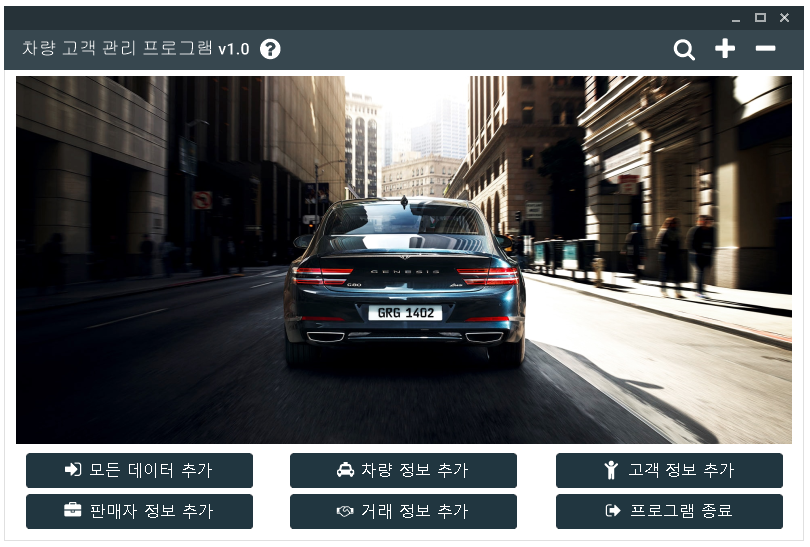 차량 고객 관리 프로그램 v1.0
GENESIS
G80
GRG 1402
모든 데이터 추가
차량 정보 추가
고객 정보 추가
판매자 정보 추가
거래 정보 추가
프로그램 종료